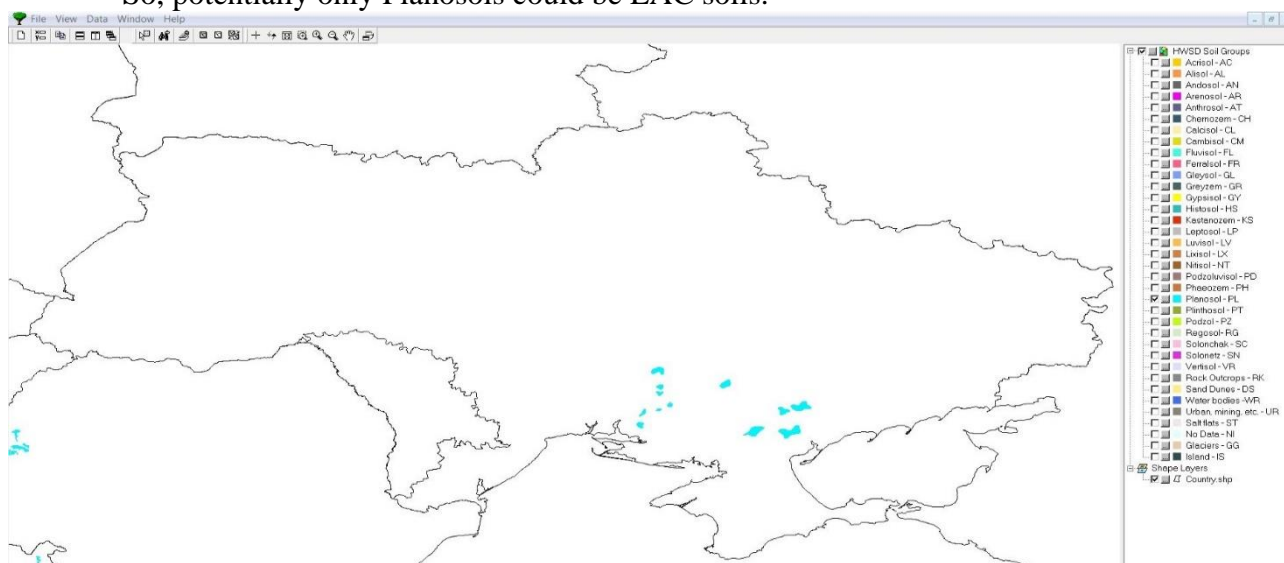 So, potentially only Planosols could be LAC soils.
File View Data Window Help
HWSD Soil Groups
Acrisol - AC
Alisol - AL
Andosol - AN
Arenosol - AR
Anthrosol - AT
Chernozem - CH
Calcisol - CL
Cambisol - CM
Fluvisol - FL
Ferralsol - FR
Gleysol - GL
Greyzem - GR
Gypsisol - GY
Histosol - HS
Kastanozem - KS
Leptosol - LP
Luvisol - LV
Lixisol - LX
Nitisol - NT
Podzoluvisol - PD
Phaeozem - PH
Planosol - PL
Plinthosol - PT
Podzol - PZ
Regosol - RG
Solonchak - SC
Solonetz - SN
Vertisol - VR
Rock Outcrops - RK
Sand Dunes - DS
Water bodies - WR
Urban, mining, etc. - UR
Salt flats - ST
No Data - NI
Glaciers - GG
Island - IS
Shape Layers
Country.shp